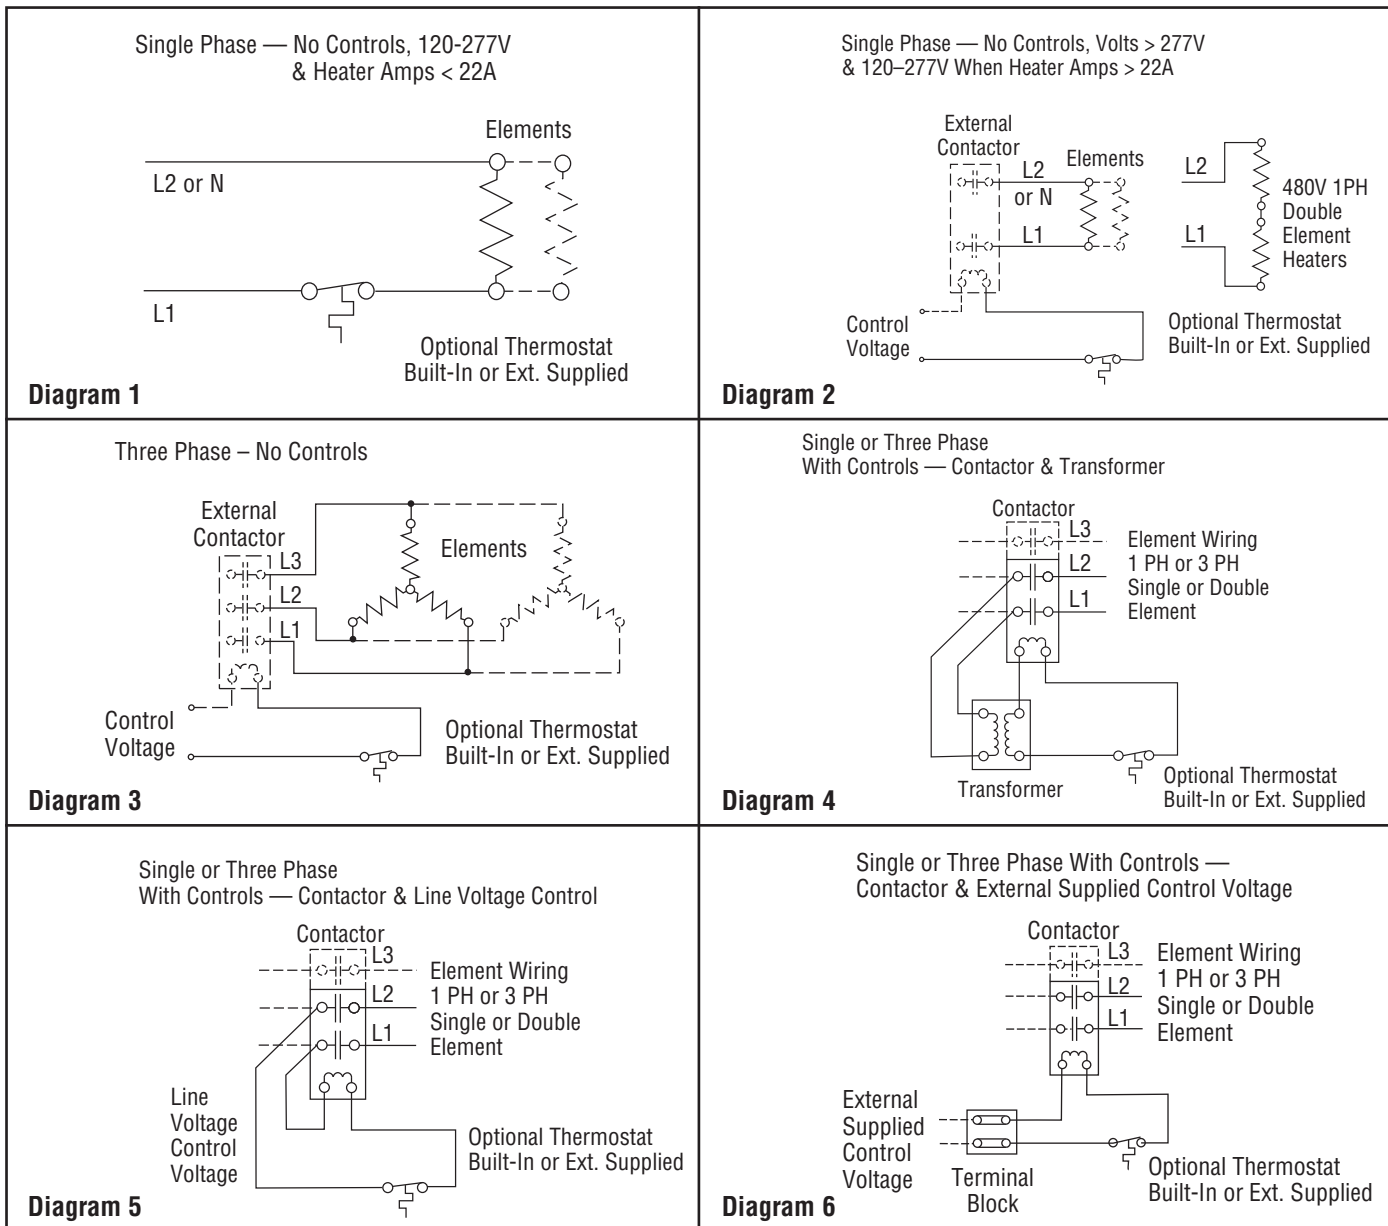 Single Phase — No Controls, 120-277V
& Heater Amps < 22A
Elements
L2 or N
L1
Optional Thermostat
Built-In or Ext. Supplied
Diagram 1
Single Phase — No Controls, Volts > 277V
& 120–277V When Heater Amps > 22A
External
Contactor
Elements
L2
or N
L1
L2
L1
480V 1PH
Double
Element
Heaters
Control
Voltage
Optional Thermostat
Built-In or Ext. Supplied
Diagram 2
Three Phase – No Controls
External
Contactor
L3
L2
L1
Elements
Control
Voltage
Optional Thermostat
Built-In or Ext. Supplied
Diagram 3
Single or Three Phase
With Controls — Contactor & Transformer
Contactor
L3
L2
L1
Element Wiring
1 PH or 3 PH
Single or Double
Element
Transformer
Optional Thermostat
Built-In or Ext. Supplied
Diagram 4
Single or Three Phase
With Controls — Contactor & Line Voltage Control
Contactor
L3
L2
L1
Element Wiring
1 PH or 3 PH
Single or Double
Element
Line
Voltage
Control
Voltage
Optional Thermostat
Built-In or Ext. Supplied
Diagram 5
Single or Three Phase With Controls —
Contactor & External Supplied Control Voltage
Contactor
L3
L2
L1
Element Wiring
1 PH or 3 PH
Single or Double
Element
External
Supplied
Control
Voltage
Terminal
Block
Optional Thermostat
Built-In or Ext. Supplied
Diagram 6